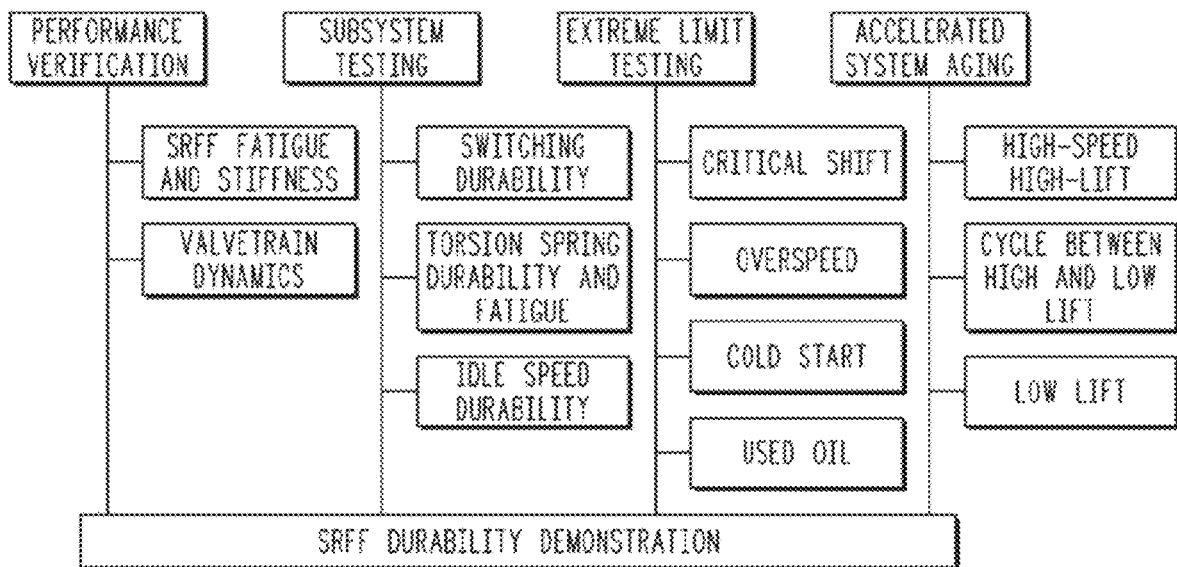 PERFORMANCE
VERIFICATION
SUBSYSTEM
TESTING
EXTREME LIMIT
TESTING
ACCELERATED
SYSTEM AGING
SRFF FATIGUE
AND STIFFNESS
VALVETRAIN
DYNAMICS
SWITCHING
DURABILITY
TORSION SPRING
DURABILITY AND
FATIGUE
IDLE SPEED
DURABILITY
CRITICAL SHIFT
OVERSPEED
COLD START
USED OIL
HIGH-SPEED
HIGH-LIFT
CYCLE BETWEEN
HIGH AND LOW
LIFT
LOW LIFT
SRFF DURABILITY DEMONSTRATION